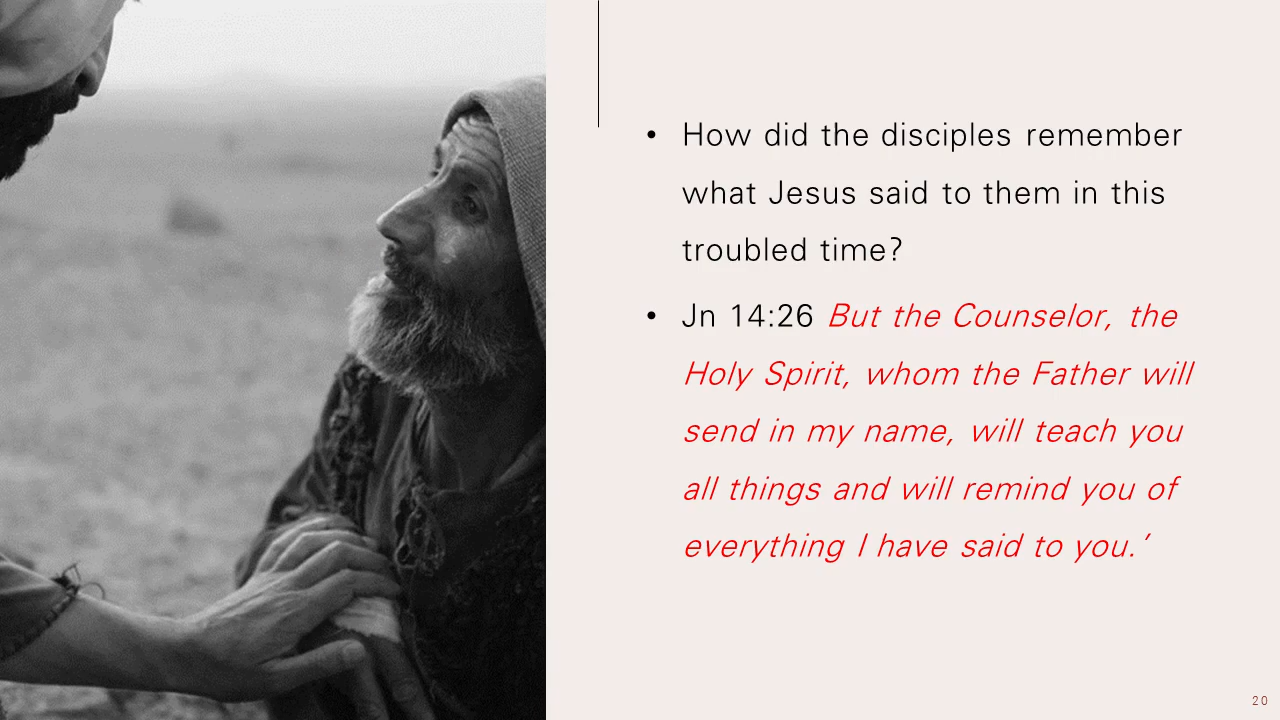 • How did the disciples remember
what Jesus said to them in this
troubled time?
• Jn 14:26 But the Counselor, the
Holy Spirit, whom the Father will
send in my name, will teach you
all things and will remind you of
everything I have said to you.’
20